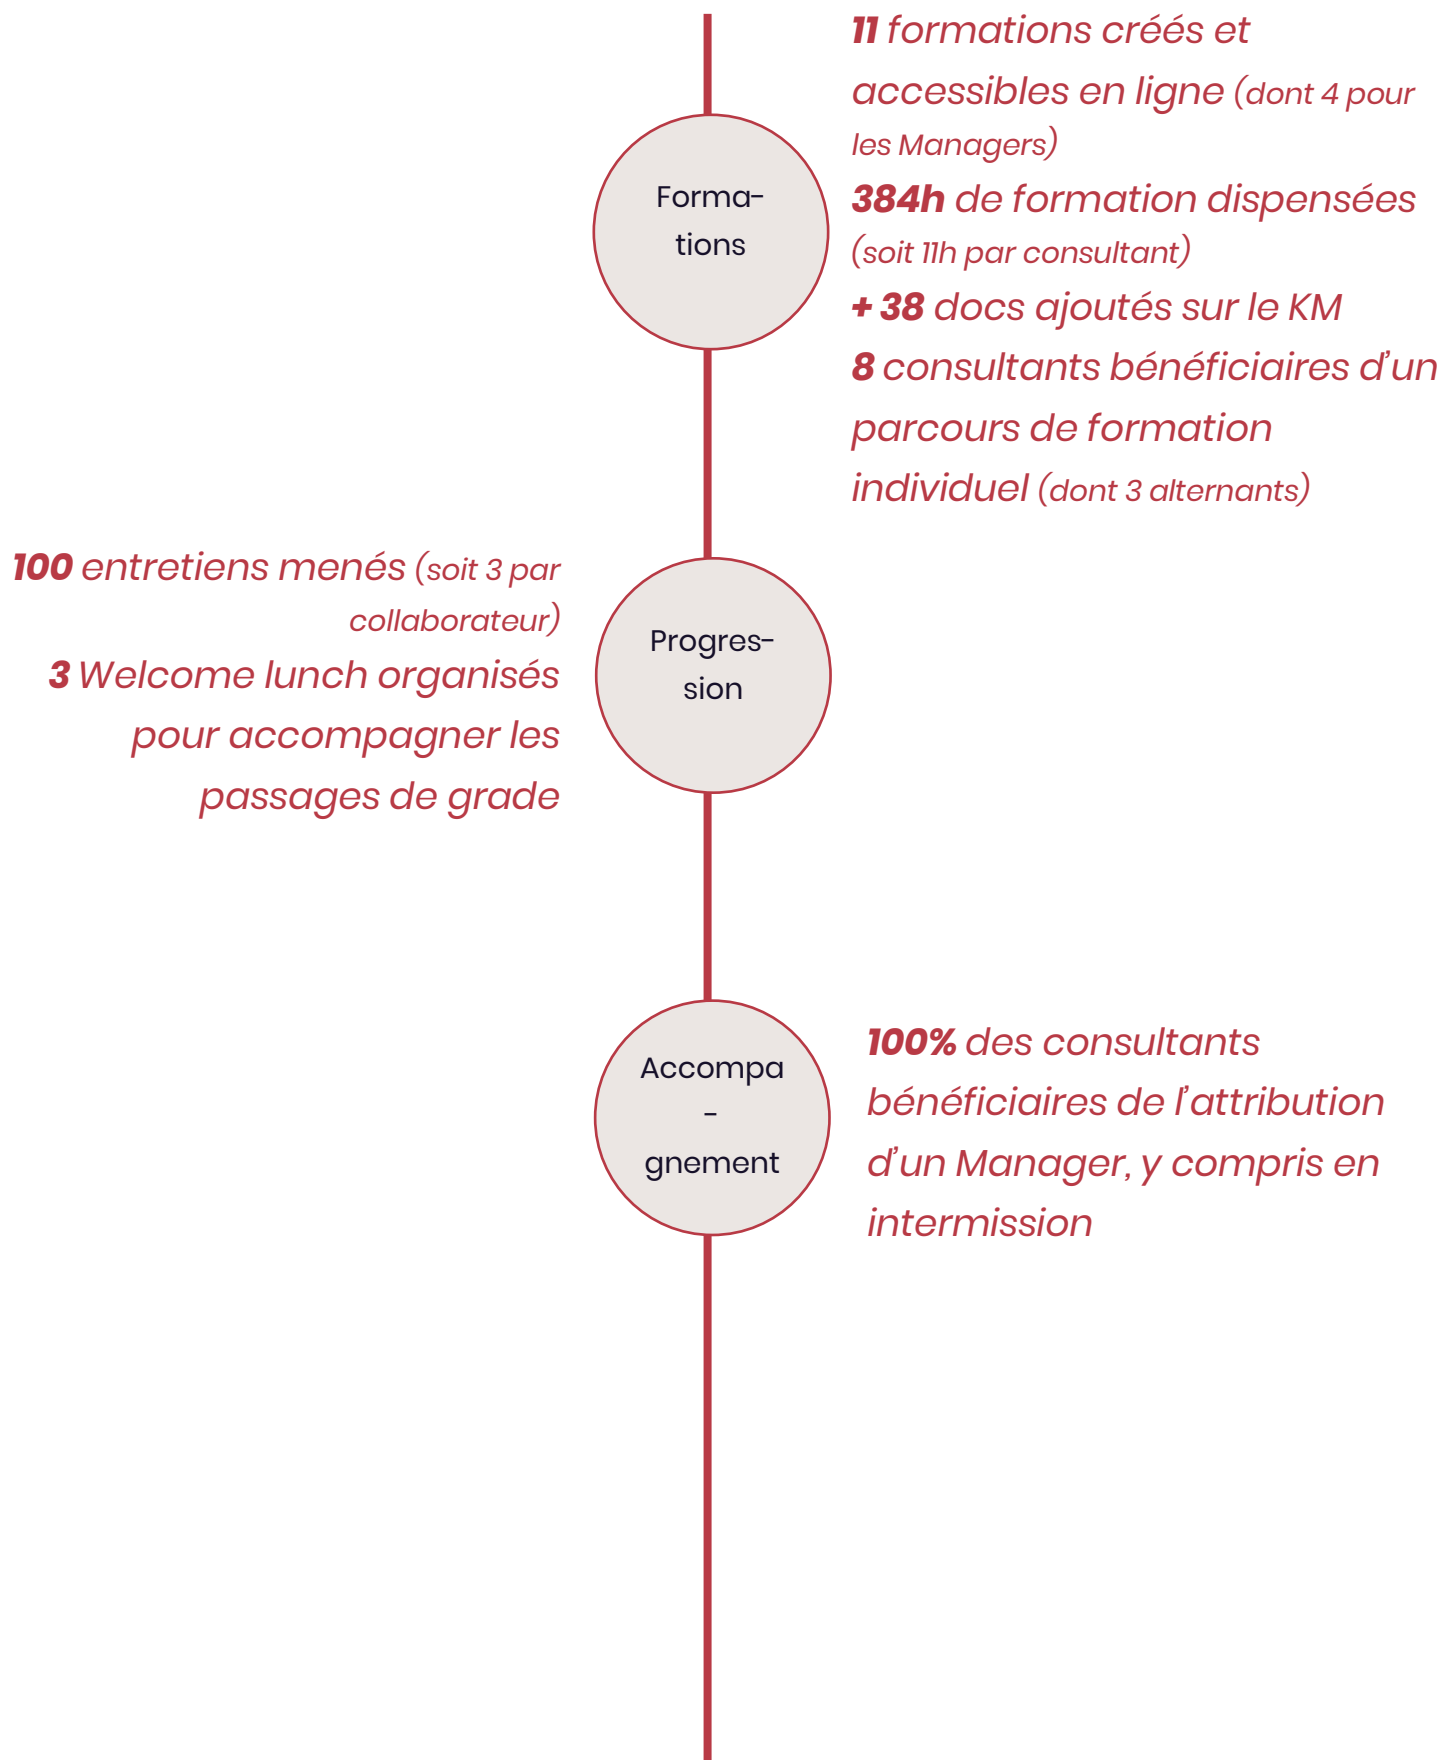 11 formations créés et
accessibles en ligne (dont 4 pour
les Managers)
384h de formation dispensées
(soit 11h par consultant)
+ 38 docs ajoutés sur le KM
8 consultants bénéficiaires d’un
parcours de formation
individuel (dont 3 alternants)
Forma-
tions
100 entretiens menés (soit 3 par
collaborateur)
3 Welcome lunch organisés
pour accompagner les
passages de grade
Progres-
sion
Accompa
-
gnement
100% des consultants
bénéficiaires de l’attribution
d’un Manager, y compris en
intermission